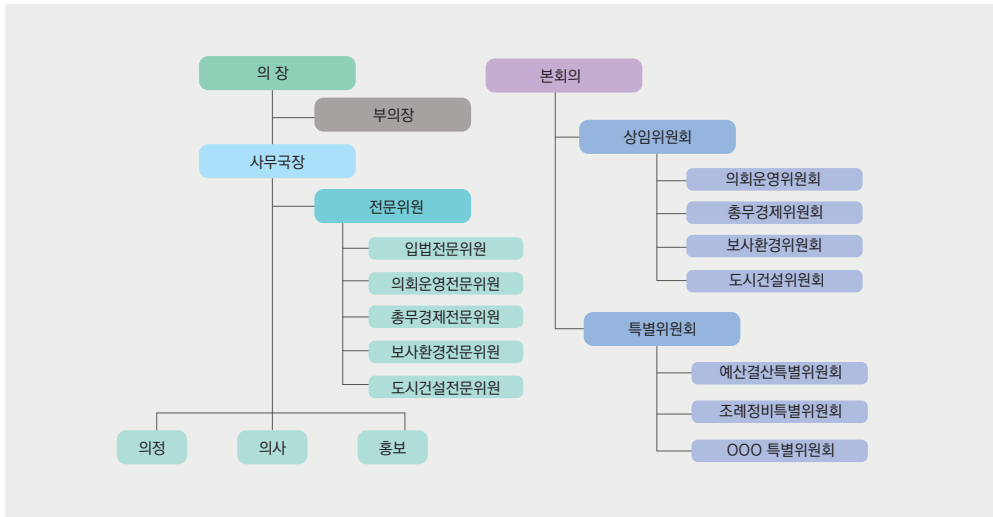 의 장
부의장
사무국장
전문위원
입법전문위원
의회운영전문위원
총무경제전문위원
보사환경전문위원
도시건설전문위원
의정
의사
홍보
본회의
상임위원회
의회운영위원회
총무경제위원회
보사환경위원회
도시건설위원회
특별위원회
예산결산특별위원회
조례정비특별위원회
OOO 특별위원회